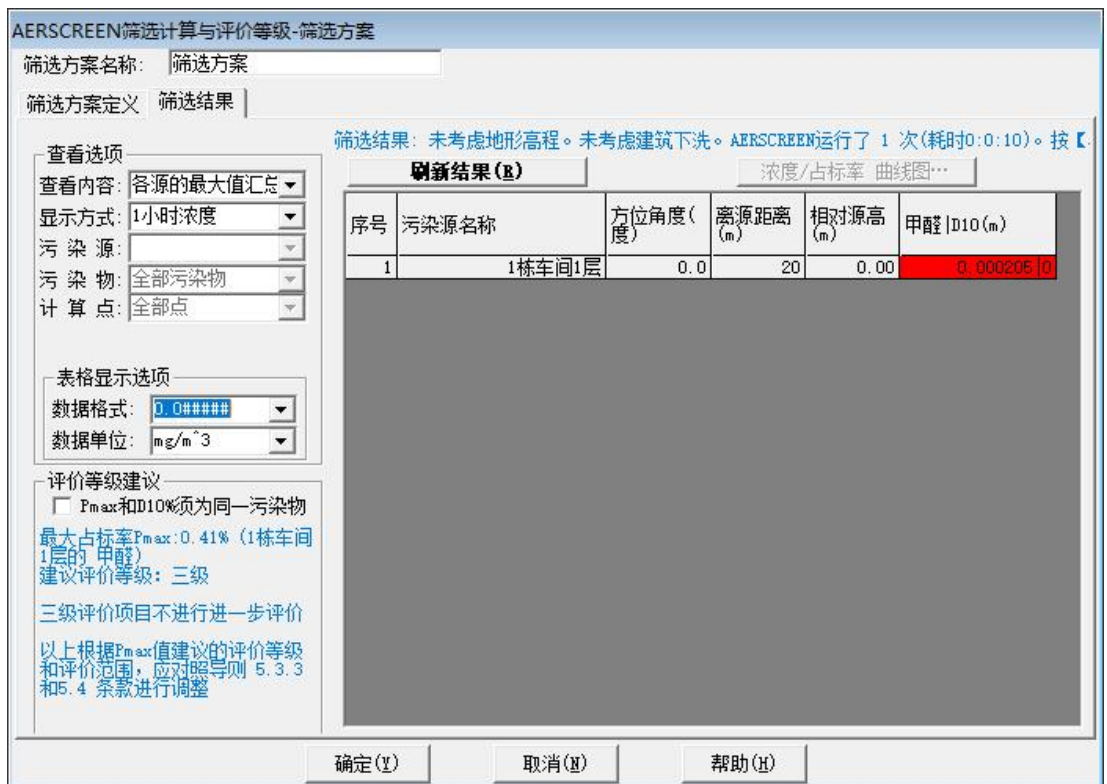 AERSCREEN筛选计算与评价等级-筛选方案
筛选方案名称: 筛选方案
筛选方案定义 筛选结果
筛选结果：未考虑地形高程。未考虑建筑下洗。AERSCREEN运行了 1 次(耗时0:0:10)。按【
查看选项
查看内容: 各源的最大值汇总
显示方式: 1小时浓度
污 染 源:
污 染 物: 全部污染物
计 算 点: 全部点
刷新结果(R)
浓度/占标率 曲线图…
序号 污染源名称 方位角度(度) 离源距离(m) 相对源高(m) 甲醛|D10(m)
1 1栋车间1层 0.0 20 0.00 0.000205|0
表格显示选项
数据格式: 0.0#####
数据单位: mg/m^3
评价等级建议
Pmax和D10%须为同一污染物
最大占标率Pmax:0.41% (1栋车间
1层的 甲醛)
建议评价等级: 三级
三级评价项目不进行进一步评价
以上根据Pmax值建议的评价等级
和评价范围，应对照导则 5.3.3
和5.4 条款进行调整
确定(Y) 取消(N) 帮助(H)